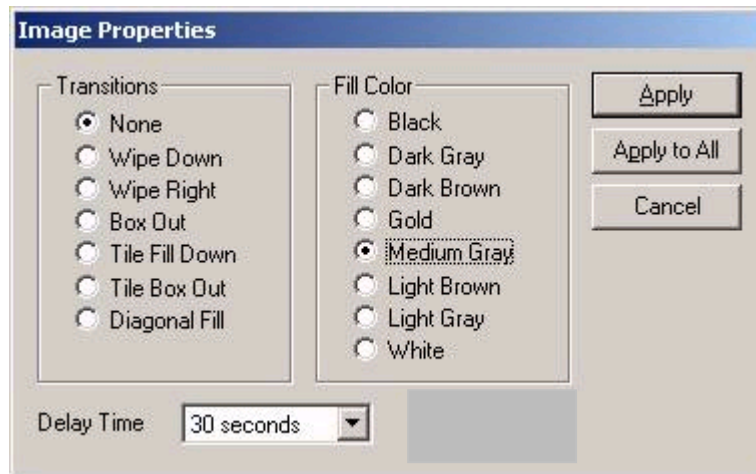 Image Properties
Transitions
None
Wipe Down
Wipe Right
Box Out
Tile Fill Down
Tile Box Out
Diagonal Fill
Fill Color
Black
Dark Gray
Dark Brown
Gold
Medium Gray
Light Brown
Light Gray
White
Apply
Apply to All
Cancel
Delay Time
30 seconds